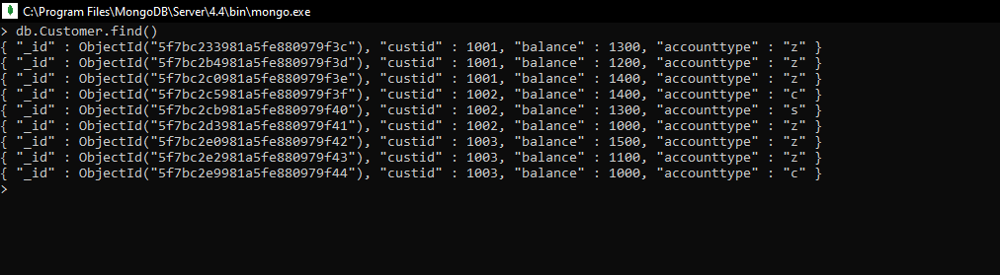 C:\Program Files\MongoDB\Server\4.4\bin\mongo.exe
> db.Customer.find()
{ "_id" : ObjectId("5f7bc233981a5fe880979f3c"), "custid" : 1001, "balance" : 1300, "accounttype" : "z" }
{ "_id" : ObjectId("5f7bc2b4981a5fe880979f3d"), "custid" : 1001, "balance" : 1200, "accounttype" : "z" }
{ "_id" : ObjectId("5f7bc2c0981a5fe880979f3e"), "custid" : 1001, "balance" : 1400, "accounttype" : "z" }
{ "_id" : ObjectId("5f7bc2c5981a5fe880979f3f"), "custid" : 1002, "balance" : 1400, "accounttype" : "c" }
{ "_id" : ObjectId("5f7bc2cb981a5fe880979f40"), "custid" : 1002, "balance" : 1300, "accounttype" : "s" }
{ "_id" : ObjectId("5f7bc2d3981a5fe880979f41"), "custid" : 1002, "balance" : 1000, "accounttype" : "z" }
{ "_id" : ObjectId("5f7bc2e0981a5fe880979f42"), "custid" : 1003, "balance" : 1500, "accounttype" : "z" }
{ "_id" : ObjectId("5f7bc2e2981a5fe880979f43"), "custid" : 1003, "balance" : 1100, "accounttype" : "z" }
{ "_id" : ObjectId("5f7bc2e9981a5fe880979f44"), "custid" : 1003, "balance" : 1000, "accounttype" : "c" }
>